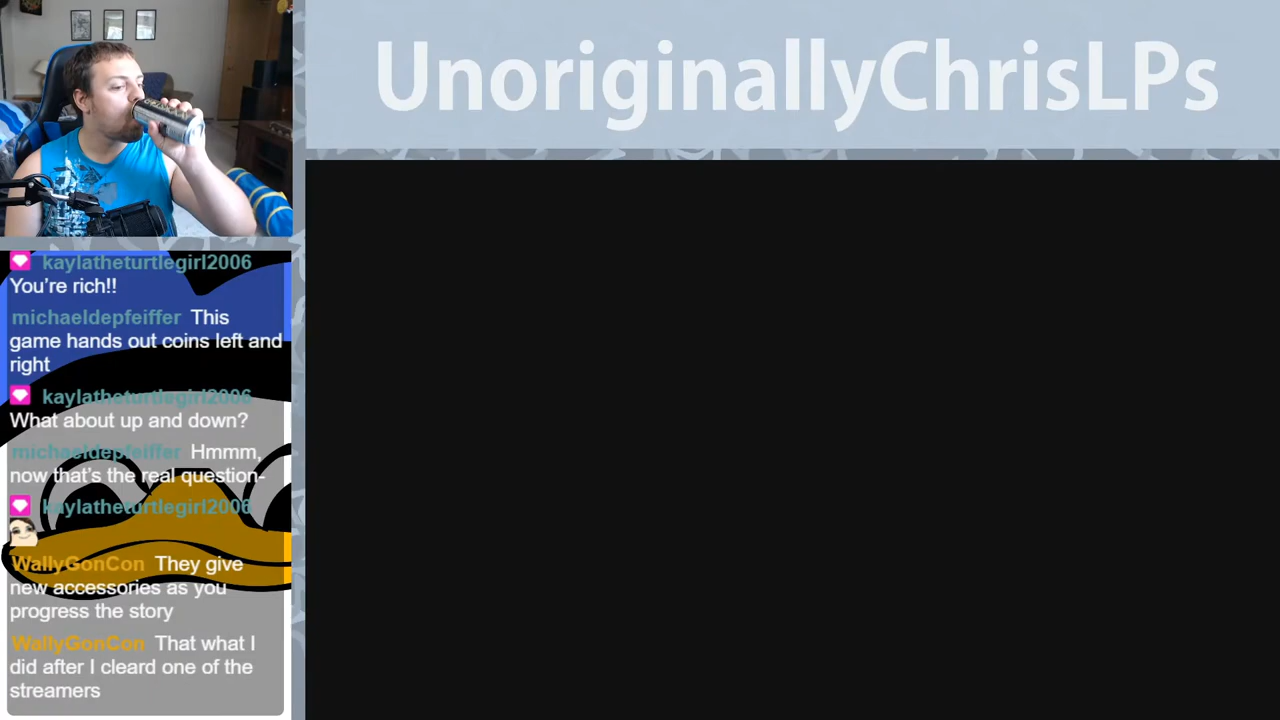 UnoriginallyChrisLPs
kaylatheturtlegirl2006
You're rich!!
michaeldepfeiffer This
game hands out coins left and
right
kaylatheturtlegirl2006
What about up and down?
michaeldepfeiffer Hmmm,
now that's the real question-
kaylatheturtlegirl2006
WallyGonCon They give
new accessories as you
progress the story
WallyGonCon That what I
did after I cleard one of the
streamers